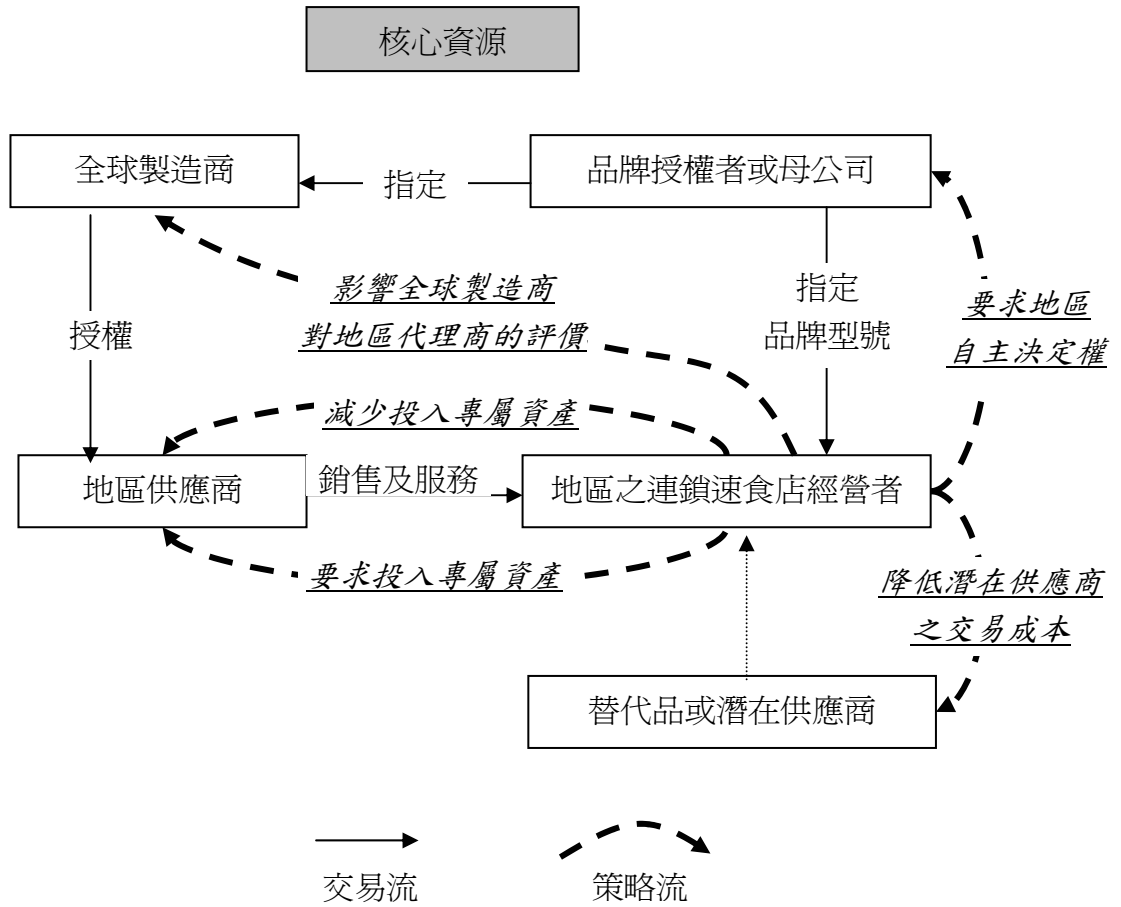 核心資源
全球製造商
品牌授權者或母公司
指定
影響全球製造商
對地區代理商的評價
指定
品牌型號
要求地區
自主決定權
授權
減少投入專屬資產
地區供應商
銷售及服務
地區之連鎖速食店經營者
要求投入專屬資產
降低潛在供應商
之交易成本
替代品或潛在供應商
交易流
策略流